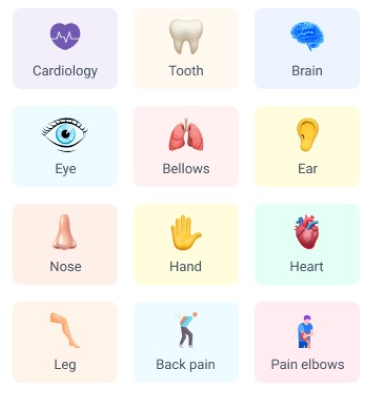 Cardiology
Tooth
Brain
Eye
Bellows
Ear
Nose
Hand
Heart
Leg
Back pain
Pain elbows